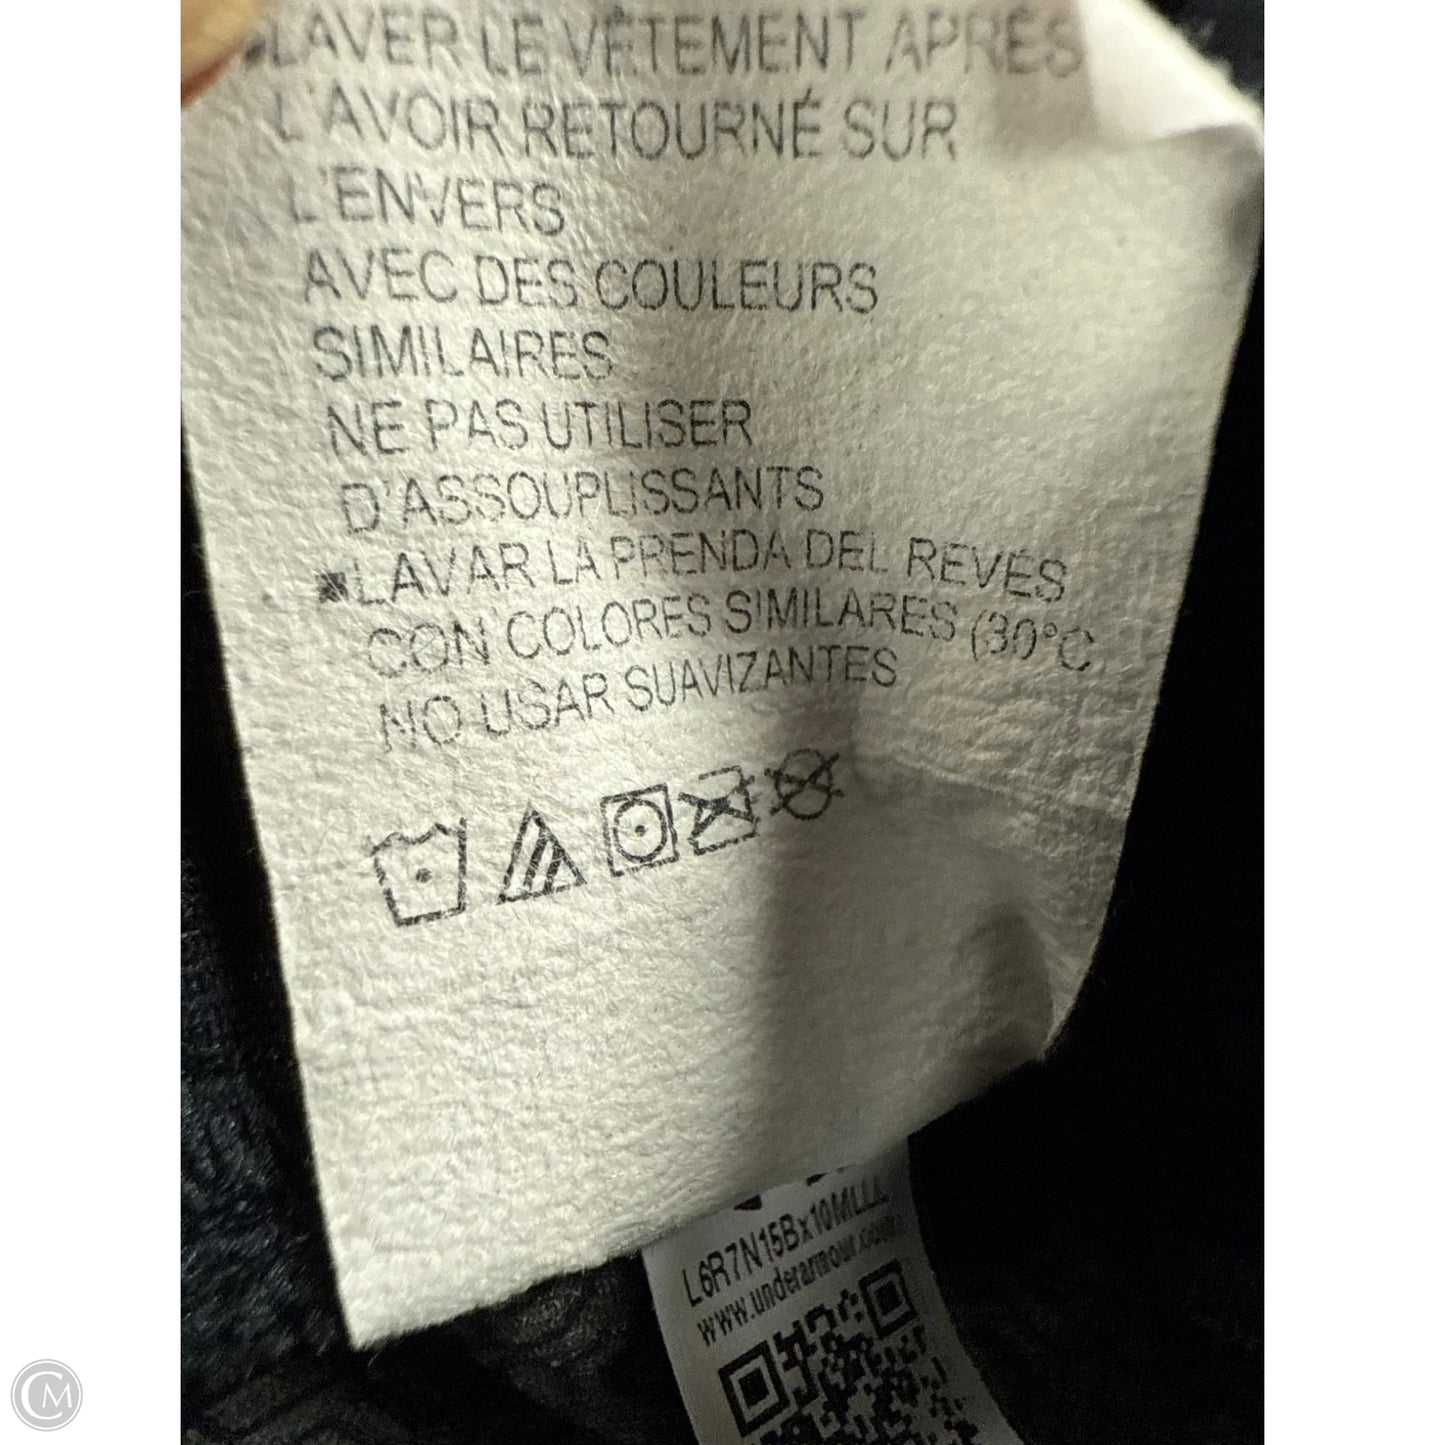 LAVER LE VÊTEMENT APRÈS
L'AVOIR RETOURNÉ SUR
L'ENVERS
AVEC DES COULEURS
SIMILAIRES
NE PAS UTILISER
D'ASSOUPLISSANTS
■LAVAR LA PRENDA DEL REVÉS
CON COLORES SIMILARES (30°C
NO USAR SUAVIZANTES
www.underarmour.com
CM